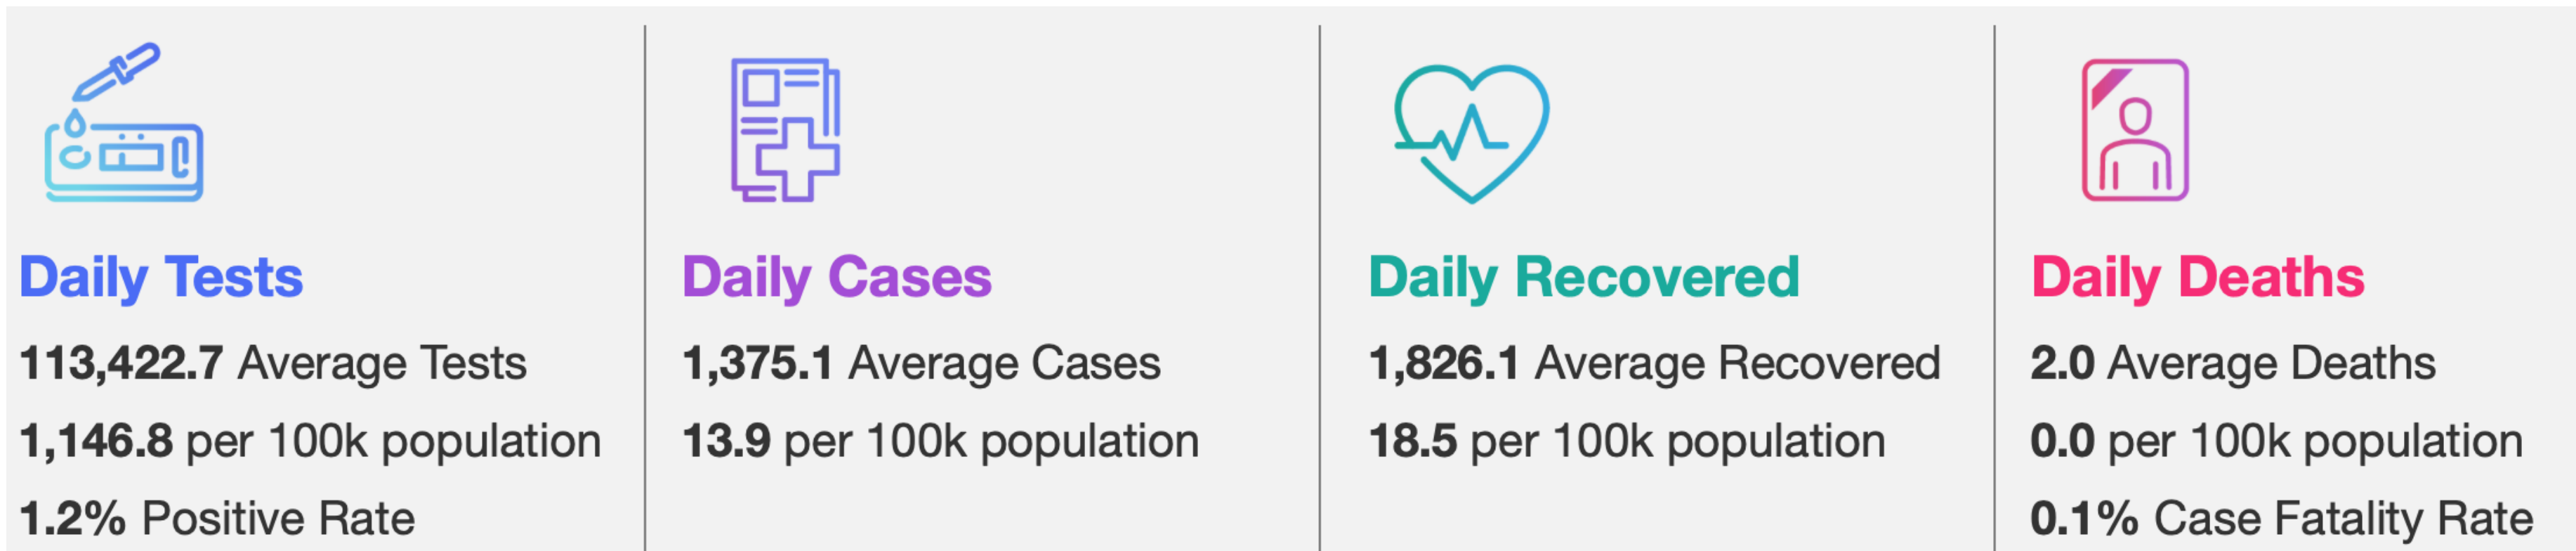 Daily Tests
113,422.7 Average Tests
1,146.8 per 100k population
1.2% Positive Rate
Daily Cases
1,375.1 Average Cases
13.9 per 100k population
Daily Recovered
1,826.1 Average Recovered
18.5 per 100k population
Daily Deaths
2.0 Average Deaths
0.0 per 100k population
0.1% Case Fatality Rate